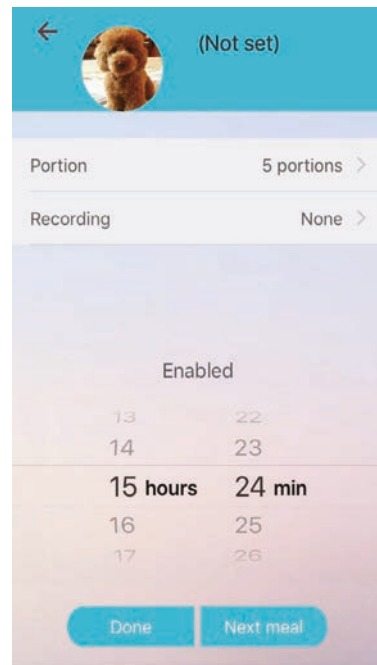 (Not set)
Portion 5 portions >
Recording None >
Enabled
13 22
14 23
15 hours 24 min
16 25
17 26
Done Next meal